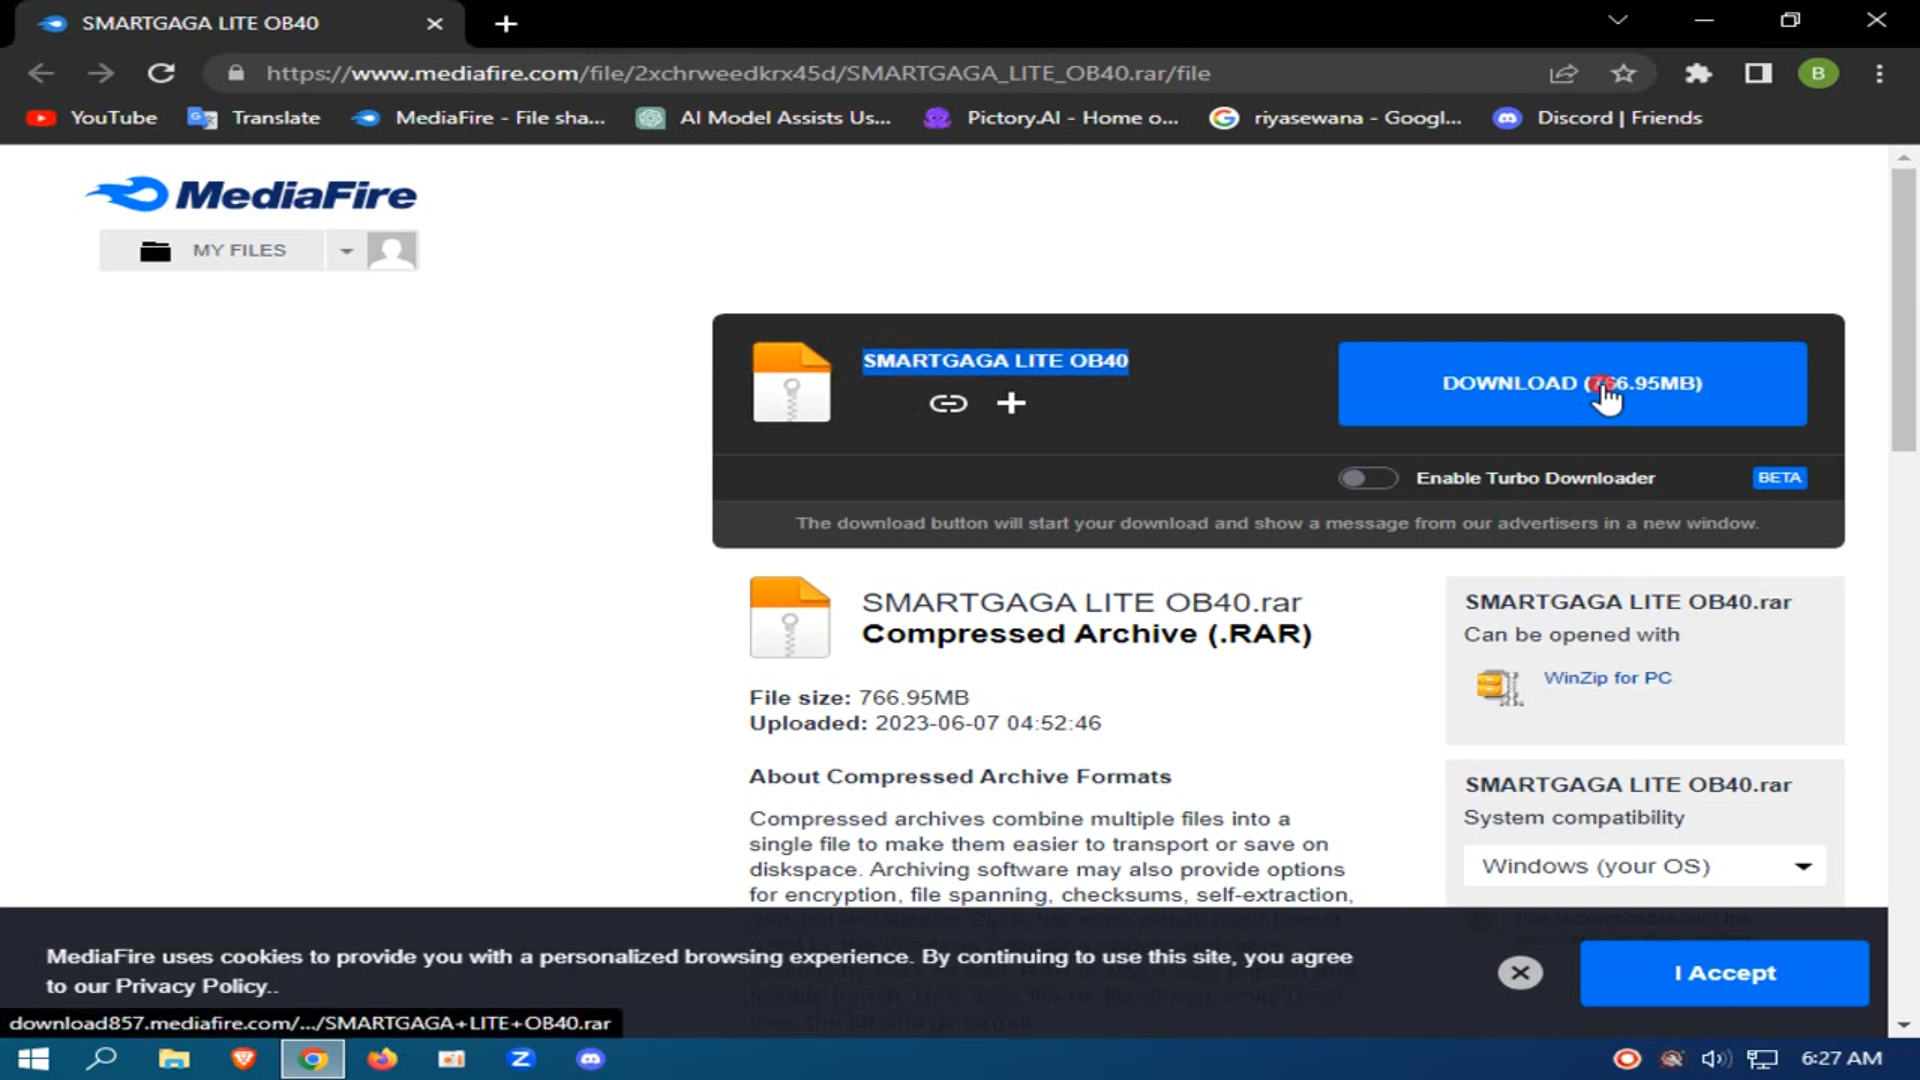 SMARTGAGA LITE OB40
https://www.mediafire.com/file/2xchrweedkrx45d/SMARTGAGA_LITE_OB40.rar/file
B
YouTube Translate MediaFire - File sha... AI Model Assists Us... Pictory.AI - Home o... riyasewana - Googl... Discord | Friends
MediaFire
MY FILES
SMARTGAGA LITE OB40
DOWNLOAD (766.95MB)
Enable Turbo Downloader BETA
The download button will start your download and show a message from our advertisers in a new window.
SMARTGAGA LITE OB40.rar
Compressed Archive (.RAR)
File size: 766.95MB
Uploaded: 2023-06-07 04:52:46
About Compressed Archive Formats
Compressed archives combine multiple files into a
single file to make them easier to transport or save on
diskspace. Archiving software may also provide options
for encryption, file spanning, checksums, self-extraction,
SMARTGAGA LITE OB40.rar
Can be opened with
WinZip for PC
SMARTGAGA LITE OB40.rar
System compatibility
Windows (your OS)
MediaFire uses cookies to provide you with a personalized browsing experience. By continuing to use this site, you agree
to our Privacy Policy..
I Accept
download857.mediafire.com/.../SMARTGAGA+LITE+OB40.rar
6:27 AM